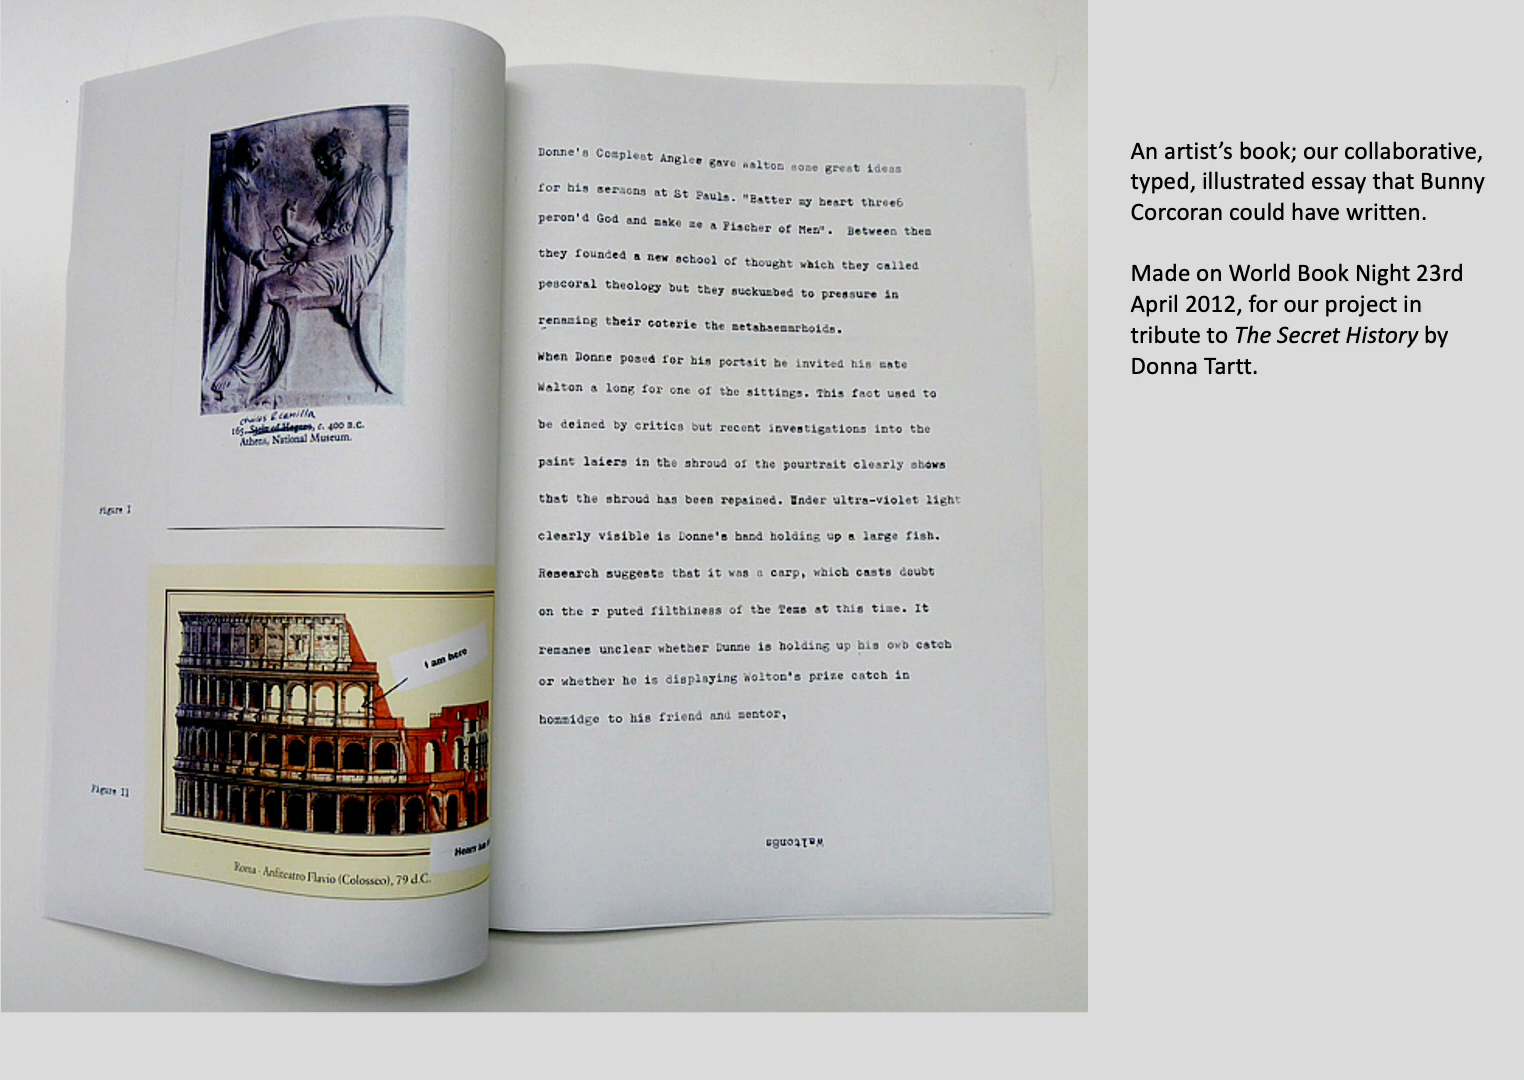 165. Stele of Hegeso, c. 400 B.C.
Charles & Camilla
Athens, National Museum.
Figure I
I am here
Figure II
Roma - Anfiteatro Flavio (Colosseo), 79 d.C.
Donne's Compleat Anglee gave Walton some great ideas
for his sermons at St Pauls. "Batter my heart three6
peron'd God and make me a Fischer of Men". Between them
they founded a new school of thought which they called
pescoral theology but they suckumbed to pressure in
renaming their coterie the metahaemarhoids.
When Donne posed for his portait he invited his mate
Walton a long for one of the sittings. This fact used to
be deined by critics but recent investigations into the
paint laiers in the shroud of the pourtrait clearly shows
that the shroud has been repained. Under ultra-violet light
clearly visible is Donne's hand holding up a large fish.
Research suggests that it was a carp, which casts doubt
on the r puted filthiness of the Tems at this time. It
remanes unclear whether Dunne is holding up his owb catch
or whether he is displaying Wolton's prize catch in
hommidge to his friend and mentor,
An artist's book; our collaborative,
typed, illustrated essay that Bunny
Corcoran could have written.
Made on World Book Night 23rd
April 2012, for our project in
tribute to The Secret History by
Donna Tartt.